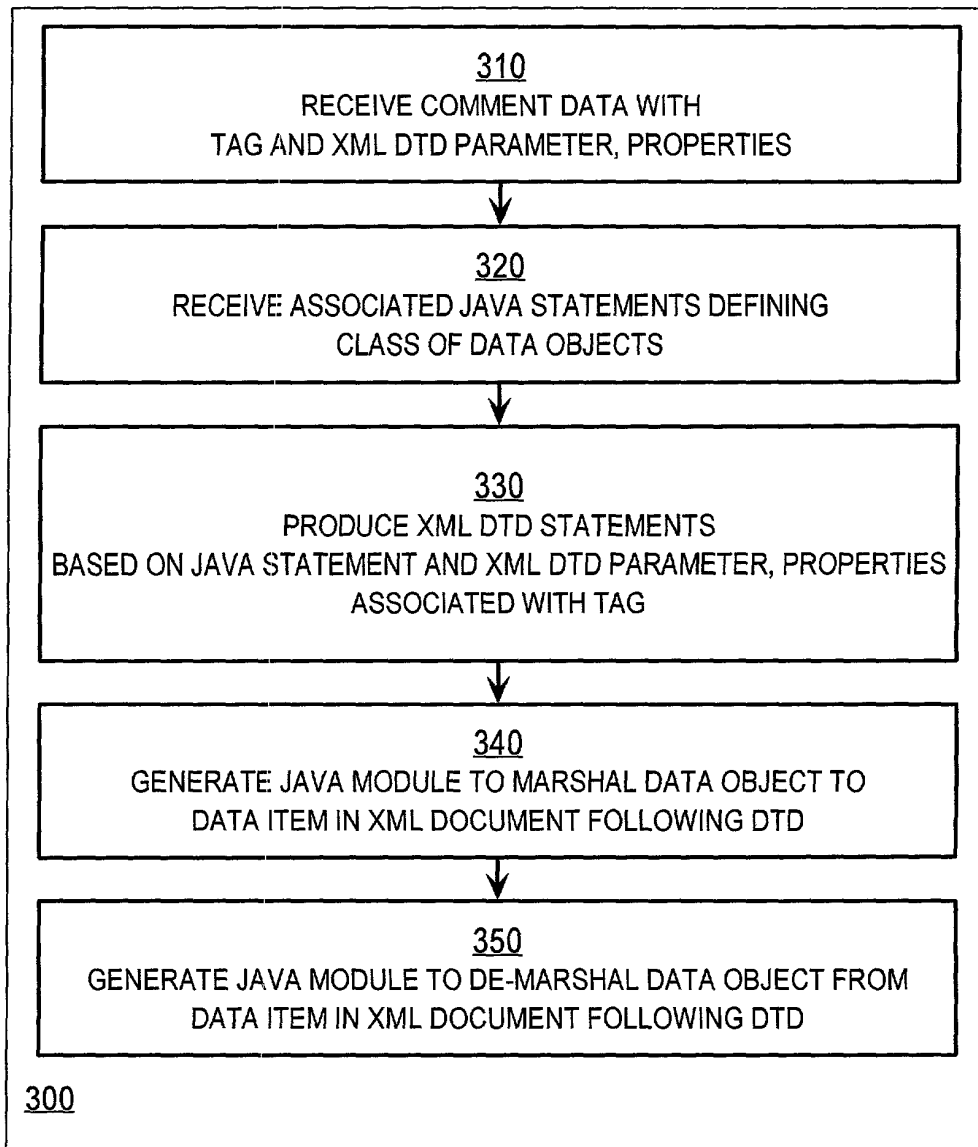 310
RECEIVE COMMENT DATA WITH
TAG AND XML DTD PARAMETER, PROPERTIES
320
RECEIVE ASSOCIATED JAVA STATEMENTS DEFINING
CLASS OF DATA OBJECTS
330
PRODUCE XML DTD STATEMENTS
BASED ON JAVA STATEMENT AND XML DTD PARAMETER, PROPERTIES
ASSOCIATED WITH TAG
340
GENERATE JAVA MODULE TO MARSHAL DATA OBJECT TO
DATA ITEM IN XML DOCUMENT FOLLOWING DTD
350
GENERATE JAVA MODULE TO DE-MARSHAL DATA OBJECT FROM
DATA ITEM IN XML DOCUMENT FOLLOWING DTD
300